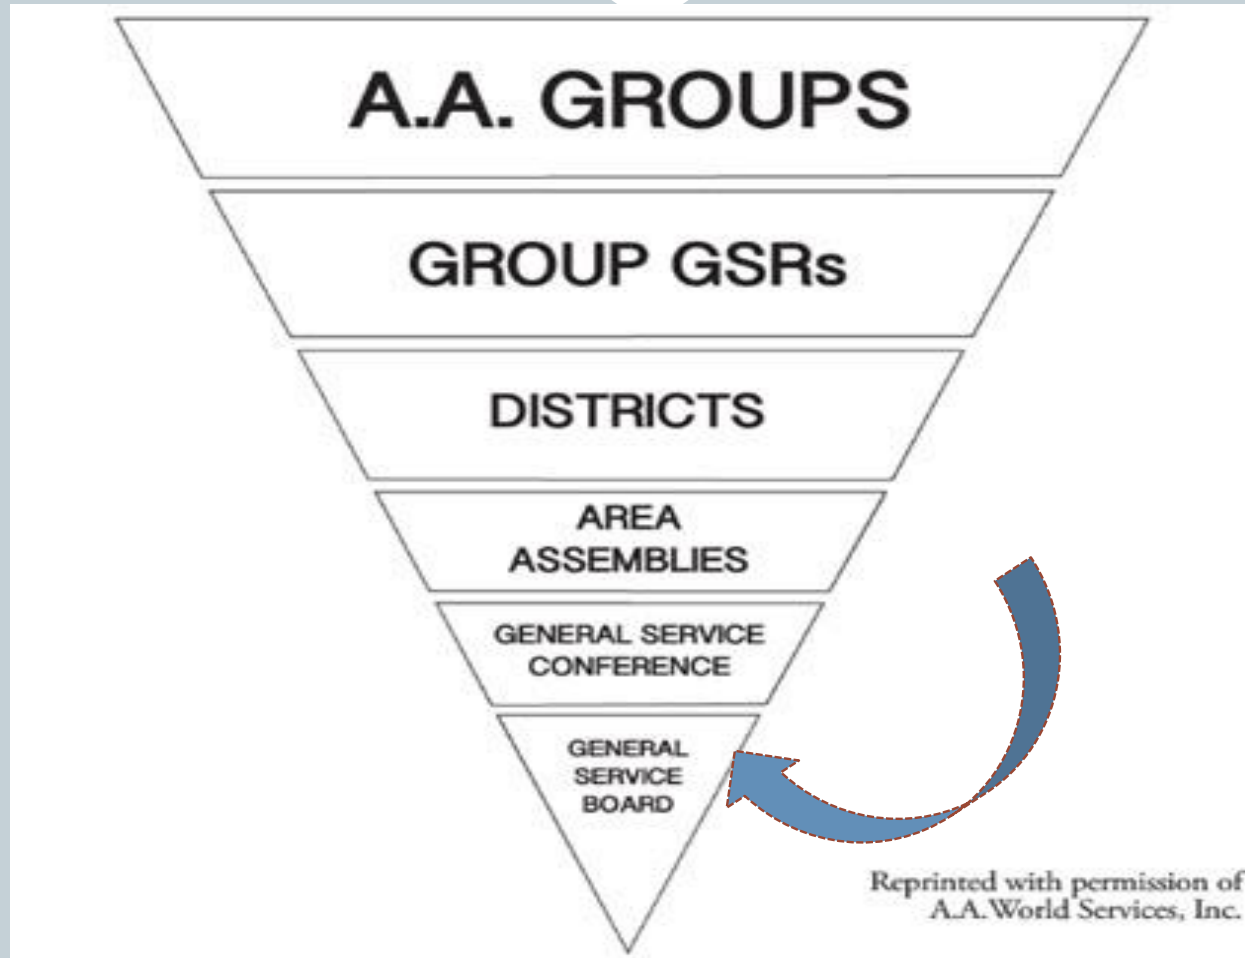 A.A. GROUPS
GROUP GSRs
DISTRICTS
AREA
ASSEMBLIES
GENERAL SERVICE
CONFERENCE
GENERAL
SERVICE
BOARD
Reprinted with permission of
A.A.World Services, Inc.